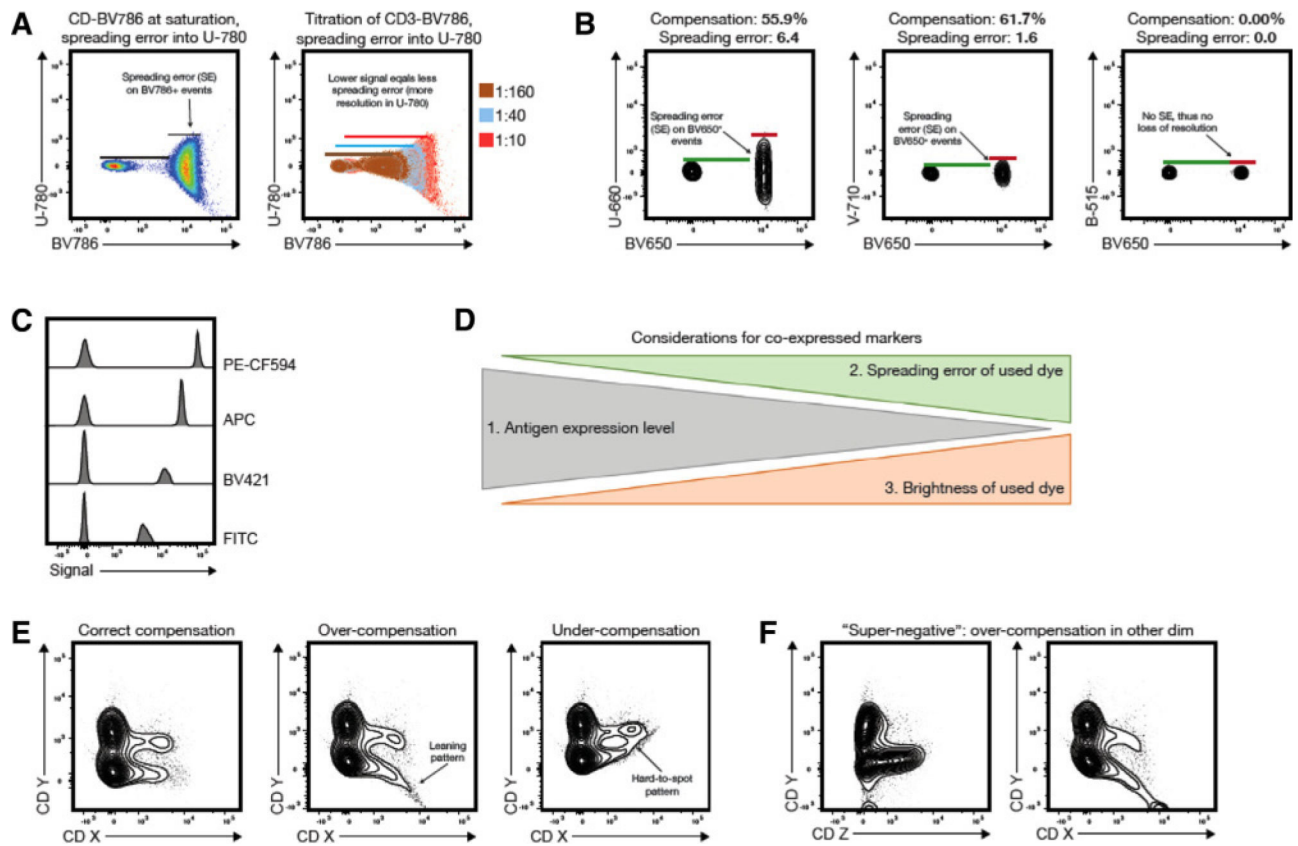 A
CD-BV786 at saturation,
spreading error into U-780
Spreading error (SE)
on BV786+ events
U-780
BV786
Titration of CD3-BV786,
spreading error into U-780
Lower signal eqals less
spreading error (more
resolution in U-780)
U-780
BV786
1:160
1:40
1:10
B
Compensation: 55.9%
Spreading error: 6.4
Spreading error
(SE) on BV650+
events
U-660
BV650
Compensation: 61.7%
Spreading error: 1.6
Spreading
error (SE) on
BV650+
events
V-710
BV650
Compensation: 0.00%
Spreading error: 0.0
No SE, thus no
loss of resolution
B-515
BV650
C
PE-CF594
APC
BV421
FITC
Signal
D
Considerations for co-expressed markers
2. Spreading error of used dye
1. Antigen expression level
3. Brightness of used dye
E
Correct compensation
CD Y
CD X
Over-compensation
Leaning
pattern
CD Y
CD X
Under-compensation
Hard-to-spot
pattern
CD Y
CD X
F
"Super-negative": over-compensation in other dim
CD Y
CD Z
CD Y
CD X